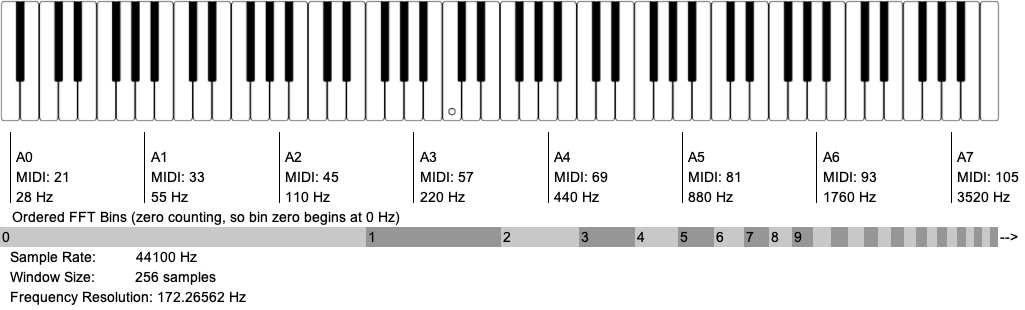 A0 A1 A2 A3 A4 A5 A6 A7
MIDI: 21 MIDI: 33 MIDI: 45 MIDI: 57 MIDI: 69 MIDI: 81 MIDI: 93 MIDI: 105
28 Hz 55 Hz 110 Hz 220 Hz 440 Hz 880 Hz 1760 Hz 3520 Hz
Ordered FFT Bins (zero counting, so bin zero begins at 0 Hz)
0 1 2 3 4 5 6 7 8 9 -->
Sample Rate: 44100 Hz
Window Size: 256 samples
Frequency Resolution: 172.26562 Hz